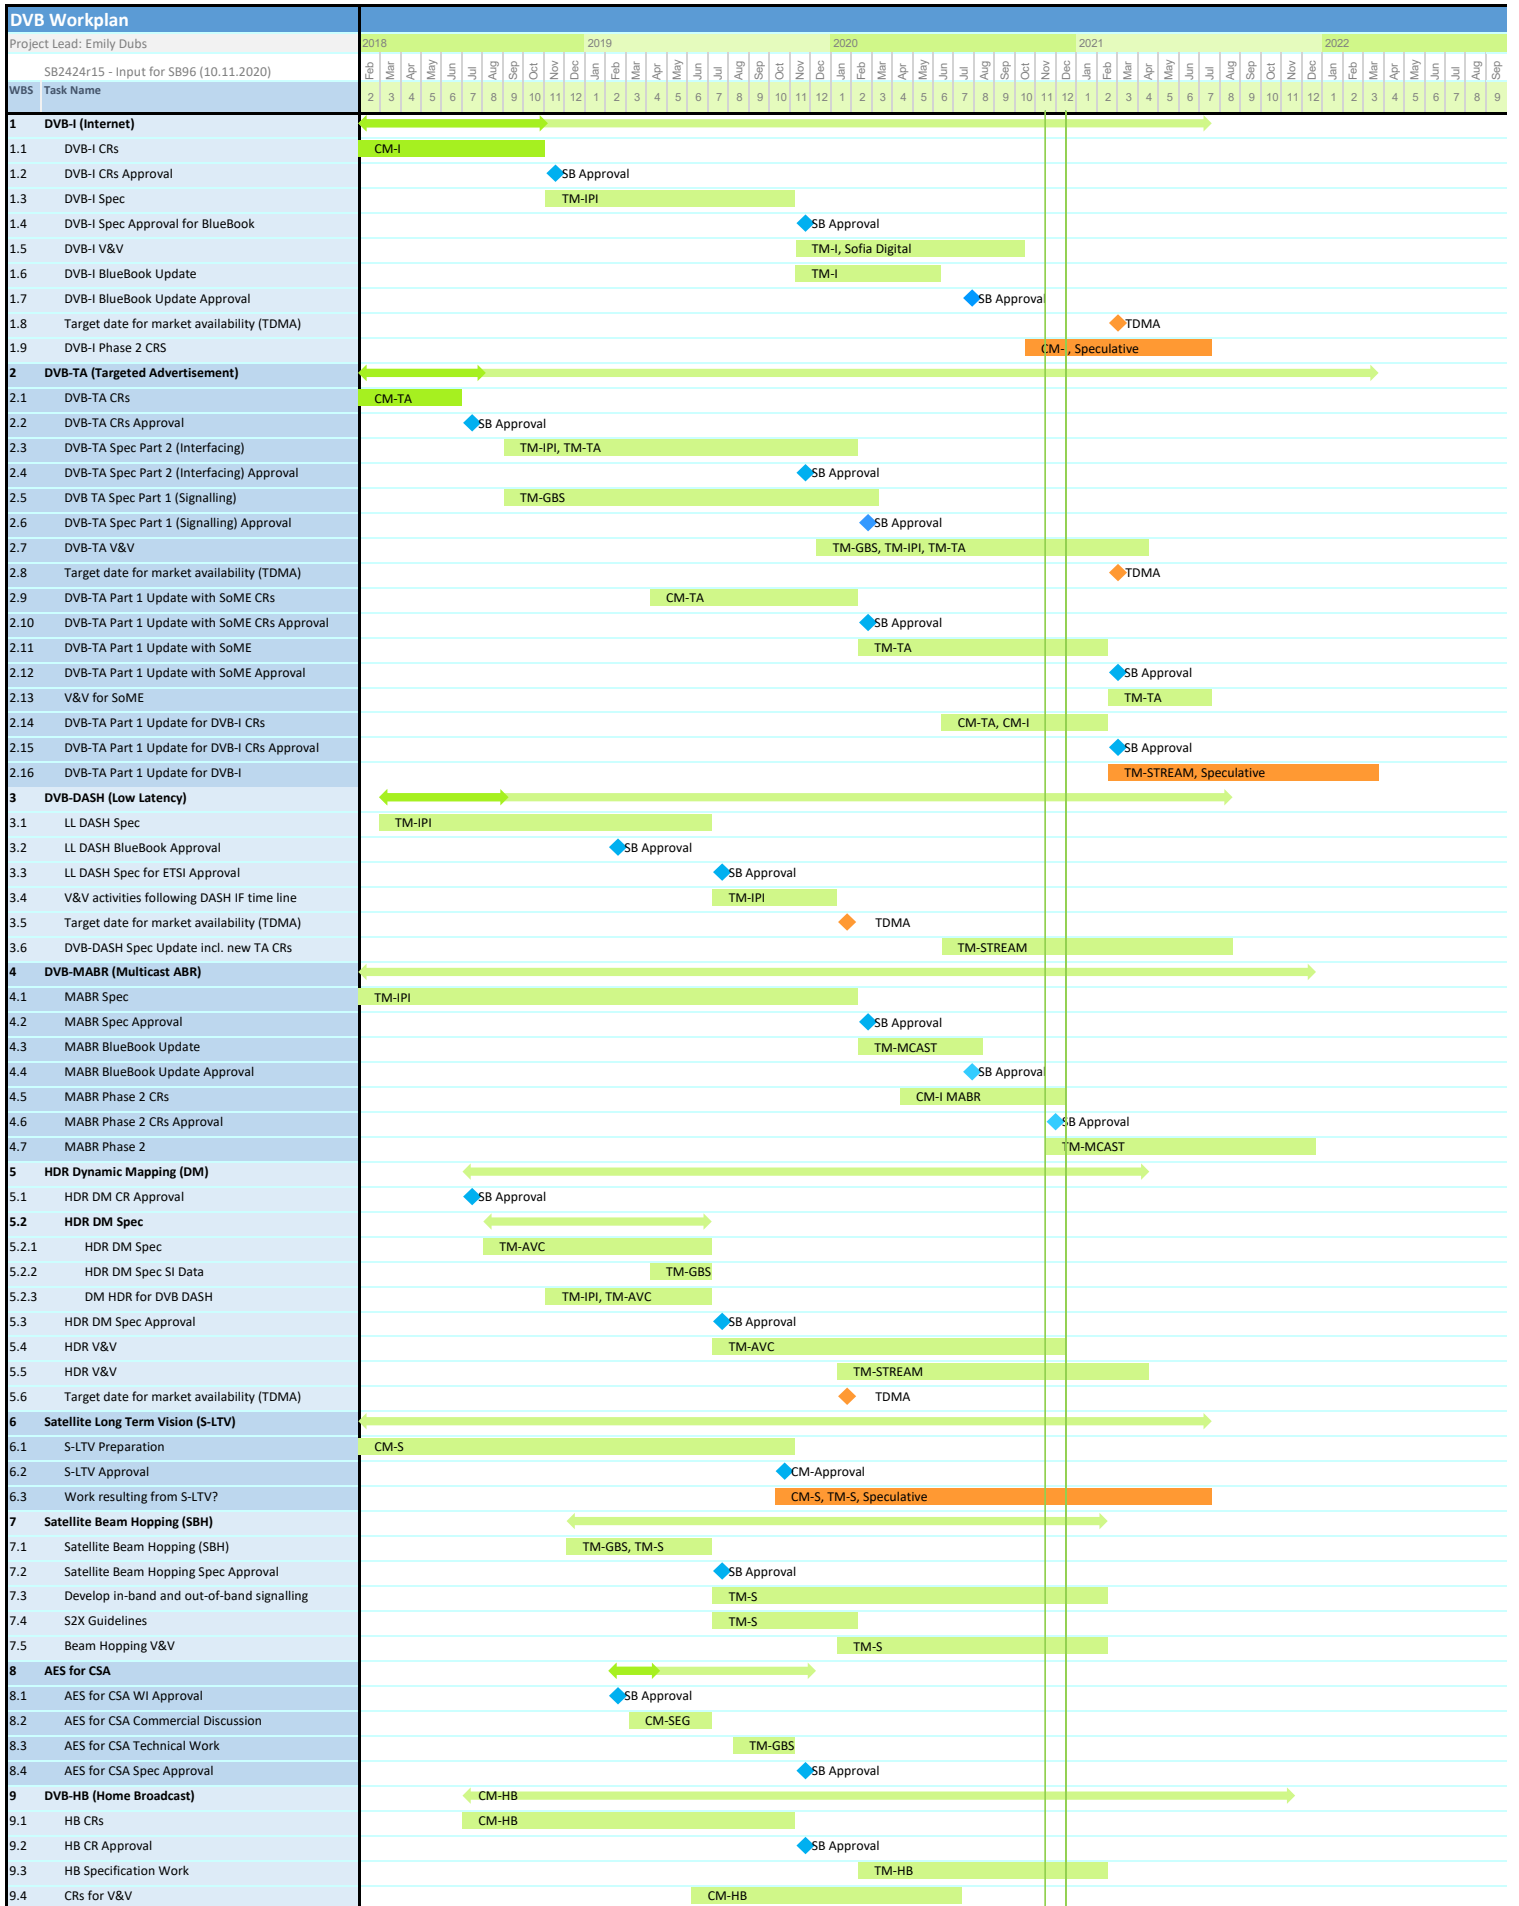 DVB Workplan
Project Lead: Emily Dubs 2018 2019 2020 2021 2022
SB2424r15 - Input for SB96 (10.11.2020) Feb Mar Apr May Jun Jul Aug Sep Oct Nov Dec Jan Feb Mar Apr May Jun Jul Aug Sep Oct Nov Dec Jan Feb Mar Apr May Jun Jul Aug Sep Oct Nov Dec Jan Feb Mar Apr May Jun Jul Aug Sep Oct Nov Dec Jan Feb Mar Apr May Jun Jul Aug Sep
WBS Task Name 2 3 4 5 6 7 8 9 10 11 12 1 2 3 4 5 6 7 8 9 10 11 12 1 2 3 4 5 6 7 8 9 10 11 12 1 2 3 4 5 6 7 8 9 10 11 12 1 2 3 4 5 6 7 8 9
1 DVB-I (Internet)
1.1 DVB-I CRs CM-I
1.2 DVB-I CRs Approval SB Approval
1.3 DVB-I Spec TM-IPI
1.4 DVB-I Spec Approval for BlueBook SB Approval
1.5 DVB-I V&V TM-I, Sofia Digital
1.6 DVB-I BlueBook Update TM-I
1.7 DVB-I BlueBook Update Approval SB Approval
1.8 Target date for market availability (TDMA) TDMA
1.9 DVB-I Phase 2 CRS CM-I, Speculative
2 DVB-TA (Targeted Advertisement)
2.1 DVB-TA CRs CM-TA
2.2 DVB-TA CRs Approval SB Approval
2.3 DVB-TA Spec Part 2 (Interfacing) TM-IPI, TM-TA
2.4 DVB-TA Spec Part 2 (Interfacing) Approval SB Approval
2.5 DVB TA Spec Part 1 (Signalling) TM-GBS
2.6 DVB-TA Spec Part 1 (Signalling) Approval SB Approval
2.7 DVB-TA V&V TM-GBS, TM-IPI, TM-TA
2.8 Target date for market availability (TDMA) TDMA
2.9 DVB-TA Part 1 Update with SoME CRs CM-TA
2.10 DVB-TA Part 1 Update with SoME CRs Approval SB Approval
2.11 DVB-TA Part 1 Update with SoME TM-TA
2.12 DVB-TA Part 1 Update with SoME Approval SB Approval
2.13 V&V for SoME TM-TA
2.14 DVB-TA Part 1 Update for DVB-I CRs CM-TA, CM-I
2.15 DVB-TA Part 1 Update for DVB-I CRs Approval SB Approval
2.16 DVB-TA Part 1 Update for DVB-I TM-STREAM, Speculative
3 DVB-DASH (Low Latency)
3.1 LL DASH Spec TM-IPI
3.2 LL DASH BlueBook Approval SB Approval
3.3 LL DASH Spec for ETSI Approval SB Approval
3.4 V&V activities following DASH IF time line TM-IPI
3.5 Target date for market availability (TDMA) TDMA
3.6 DVB-DASH Spec Update incl. new TA CRs TM-STREAM
4 DVB-MABR (Multicast ABR)
4.1 MABR Spec TM-IPI
4.2 MABR Spec Approval SB Approval
4.3 MABR BlueBook Update TM-MCAST
4.4 MABR BlueBook Update Approval SB Approval
4.5 MABR Phase 2 CRs CM-I MABR
4.6 MABR Phase 2 CRs Approval SB Approval
4.7 MABR Phase 2 TM-MCAST
5 HDR Dynamic Mapping (DM)
5.1 HDR DM CR Approval SB Approval
5.2 HDR DM Spec
5.2.1 HDR DM Spec TM-AVC
5.2.2 HDR DM Spec SI Data TM-GBS
5.2.3 DM HDR for DVB DASH TM-IPI, TM-AVC
5.3 HDR DM Spec Approval SB Approval
5.4 HDR V&V TM-AVC
5.5 HDR V&V TM-STREAM
5.6 Target date for market availability (TDMA) TDMA
6 Satellite Long Term Vision (S-LTV)
6.1 S-LTV Preparation CM-S
6.2 S-LTV Approval CM-Approval
6.3 Work resulting from S-LTV? CM-S, TM-S, Speculative
7 Satellite Beam Hopping (SBH)
7.1 Satellite Beam Hopping (SBH) TM-GBS, TM-S
7.2 Satellite Beam Hopping Spec Approval SB Approval
7.3 Develop in-band and out-of-band signalling TM-S
7.4 S2X Guidelines TM-S
7.5 Beam Hopping V&V TM-S
8 AES for CSA
8.1 AES for CSA WI Approval SB Approval
8.2 AES for CSA Commercial Discussion CM-SEG
8.3 AES for CSA Technical Work TM-GBS
8.4 AES for CSA Spec Approval SB Approval
9 DVB-HB (Home Broadcast) CM-HB
9.1 HB CRs CM-HB
9.2 HB CR Approval SB Approval
9.3 HB Specification Work TM-HB
9.4 CRs for V&V CM-HB